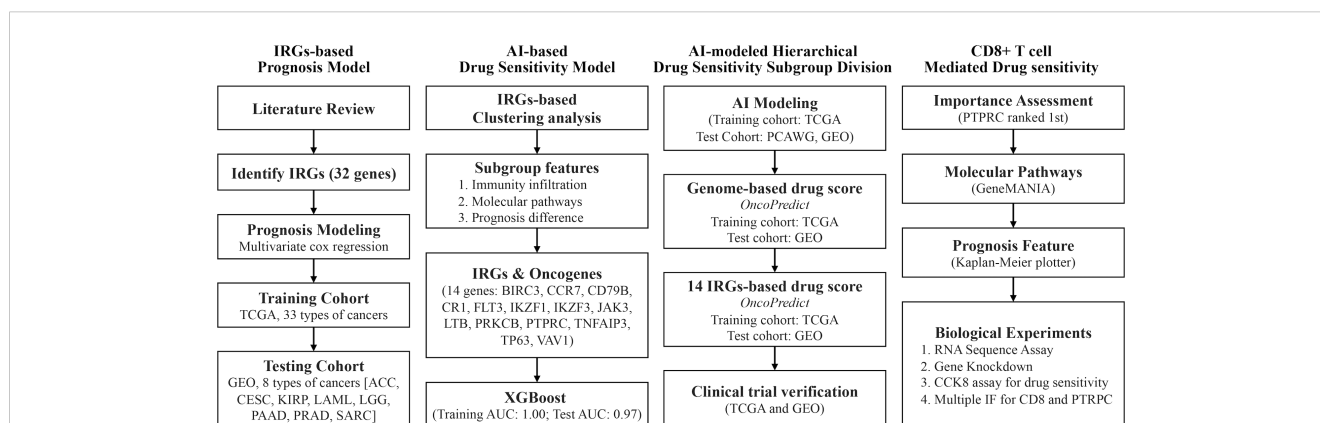 IRGs-based
Prognosis Model
Literature Review
Identify IRGs (32 genes)
Prognosis Modeling
Multivariate cox regression
Training Cohort
TCGA, 33 types of cancers
Testing Cohort
GEO, 8 types of cancers [ACC,
CESC, KIRP, LAML, LGG,
PAAD, PRAD, SARC]
AI-based
Drug Sensitivity Model
IRGs-based
Clustering analysis
Subgroup features
1. Immunity infiltration
2. Molecular pathways
3. Prognosis difference
IRGs & Oncogenes
(14 genes: BIRC3, CCR7, CD79B,
CR1, FLT3, IKZF1, IKZF3, JAK3,
LTB, PRKCB, PTPRC, TNFAIP3,
TP63, VAV1)
XGBoost
(Training AUC: 1.00; Test AUC: 0.97)
AI-modeled Hierarchical
Drug Sensitivity Subgroup Division
AI Modeling
(Training cohort: TCGA
Test Cohort: PCAWG, GEO)
Genome-based drug score
OncoPredict
Training cohort: TCGA
Test cohort: GEO
14 IRGs-based drug score
OncoPredict
Training cohort: TCGA
Test cohort: GEO
Clinical trial verification
(TCGA and GEO)
CD8+ T cell
Mediated Drug sensitivity
Importance Assessment
(PTPRC ranked 1st)
Molecular Pathways
(GeneMANIA)
Prognosis Feature
(Kaplan-Meier plotter)
Biological Experiments
1. RNA Sequence Assay
2. Gene Knockdown
3. CCK8 assay for drug sensitivity
4. Multiple IF for CD8 and PTRPC